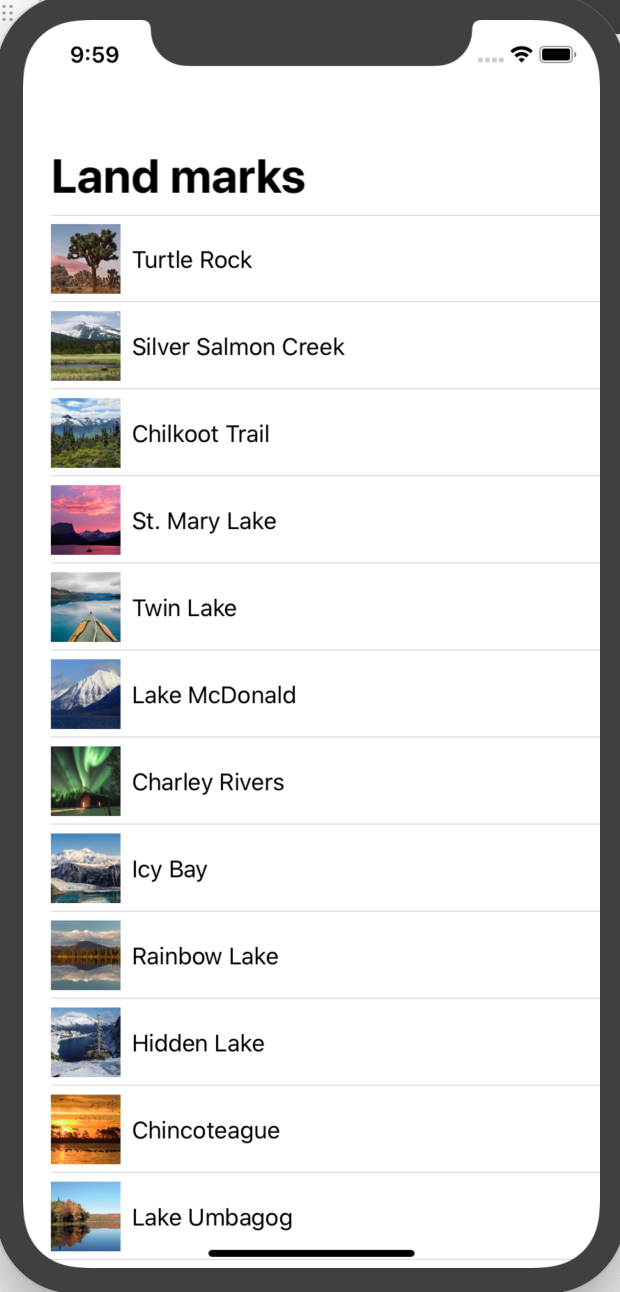 9:59
Land marks
Turtle Rock
Silver Salmon Creek
Chilkoot Trail
St. Mary Lake
Twin Lake
Lake McDonald
Charley Rivers
Icy Bay
Rainbow Lake
Hidden Lake
Chincoteague
Lake Umbagog